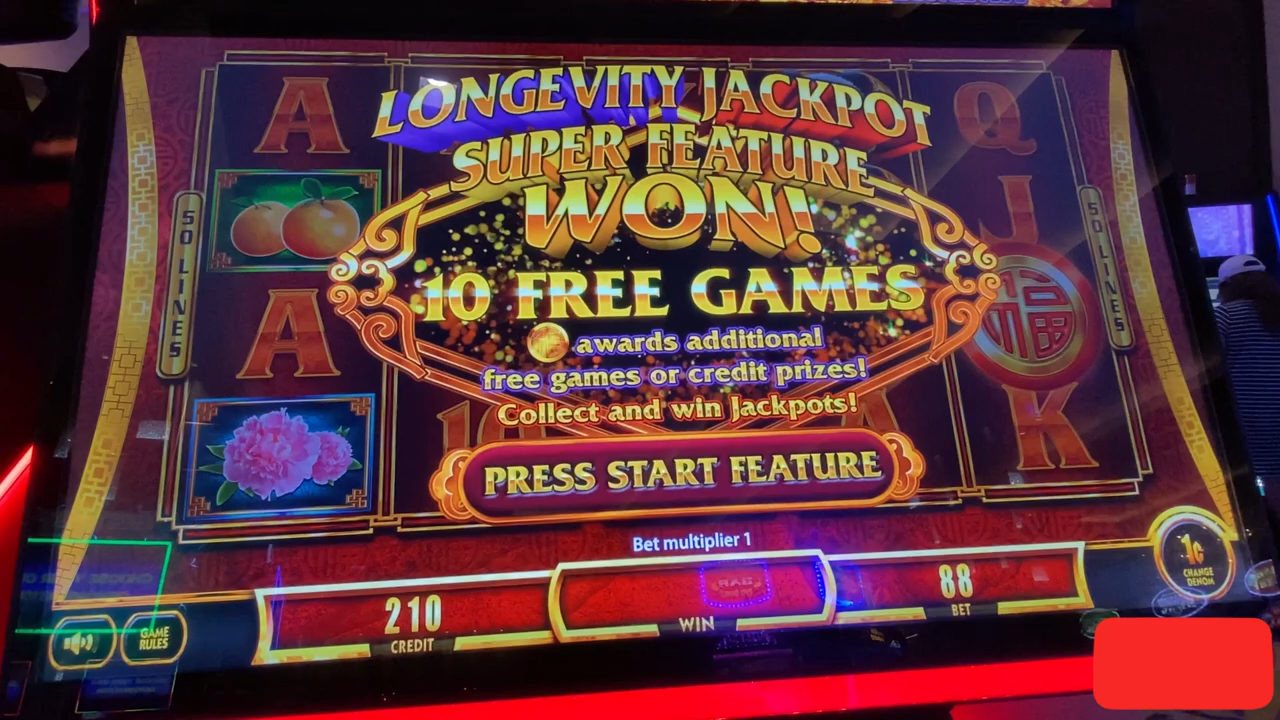 LONGEVITY JACKPOT
SUPER FEATURE
WON!
10 FREE GAMES
awards additional
free games or credit prizes!
Collect and win Jackpots!
PRESS START FEATURE
A
A
Q
J
福
K
10
A
50 LINES
50 LINES
Bet multiplier 1
210
CREDIT
WIN
88
BET
1¢
CHANGE
DENOM
GAME
RULES